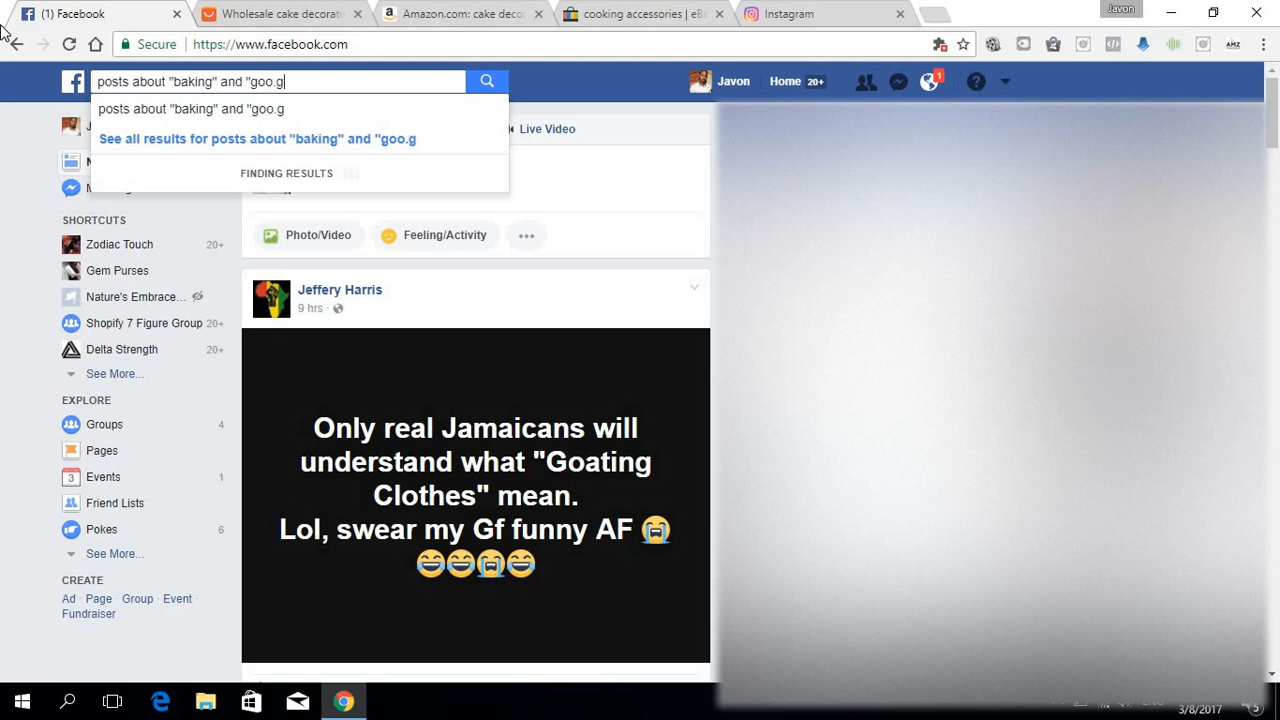 (1) Facebook
Wholesale cake decorati
Amazon.com: cake deco
cooking accessories | eB
Instagram
Javon
Secure
https://www.facebook.com
AMZ
posts about "baking" and "goo.g
Javon
Home 20+
1
posts about "baking" and "goo.g
See all results for posts about "baking" and "goo.g
FINDING RESULTS
Live Video
SHORTCUTS
Zodiac Touch 20+
Gem Purses
Nature's Embrace...
Shopify 7 Figure Group 20+
Delta Strength 20+
See More...
EXPLORE
Groups 4
Pages
3 Events 1
Friend Lists
Pokes 6
See More...
CREATE
Ad · Page · Group · Event ·
Fundraiser
Photo/Video
Feeling/Activity
Jeffery Harris
9 hrs ·
Only real Jamaicans will
understand what "Goating
Clothes" mean.
Lol, swear my Gf funny AF 😭
😂😂😭😂
3/8/2017